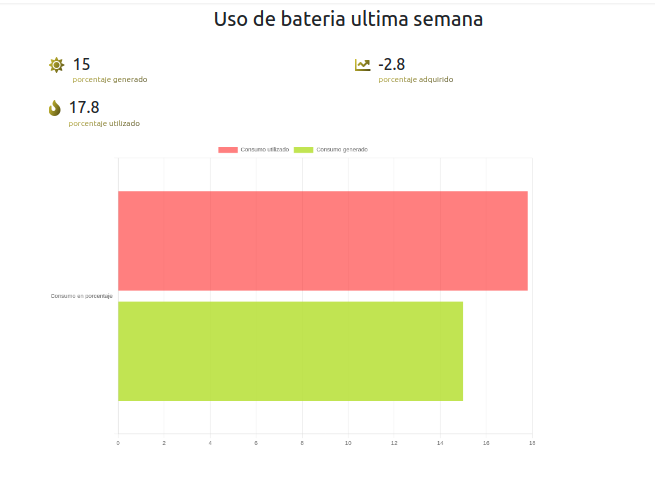 Uso de bateria ultima semana
15
porcentaje generado
-2.8
porcentaje adquirido
17.8
porcentaje utilizado
Consumo utilizado Consumo generado
Consumo en porcentaje
0 2 4 6 8 10 12 14 16 18